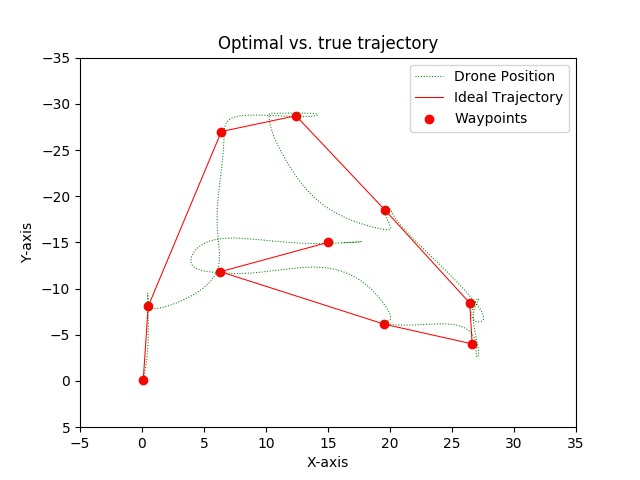 Optimal vs. true trajectory
Drone Position
Ideal Trajectory
Waypoints
Y-axis
−35
−30
−25
−20
−15
−10
−5
0
5
−5 0 5 10 15 20 25 30 35
X-axis